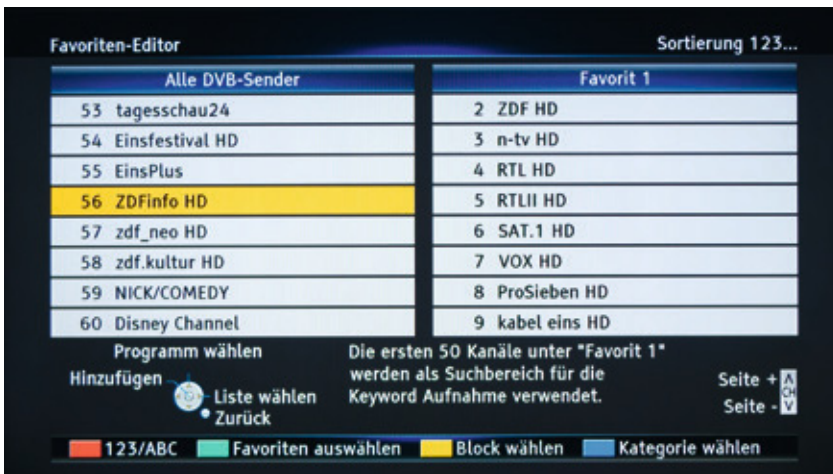 Favoriten-Editor
Sortierung 123...
Alle DVB-Sender
53 tagesschau24
54 Einsfestival HD
55 EinsPlus
56 ZDFinfo HD
57 zdf_neo HD
58 zdf.kultur HD
59 NICK/COMEDY
60 Disney Channel
Favorit 1
2 ZDF HD
3 n-tv HD
4 RTL HD
5 RTLII HD
6 SAT.1 HD
7 VOX HD
8 ProSieben HD
9 kabel eins HD
Programm wählen
Hinzufügen
Liste wählen
Zurück
Die ersten 50 Kanäle unter "Favorit 1"
werden als Suchbereich für die
Keyword Aufnahme verwendet.
Seite +
CH
Seite -
123/ABC
Favoriten auswählen
Block wählen
Kategorie wählen